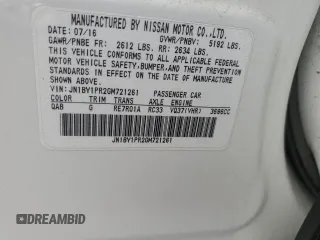 MANUFACTURED BY NISSAN MOTOR CO.,LTD.
DATE: 07/16 GVWR/PNBV: 5192 LBS.
GAWR/PNBE FR: 2612 LBS. RR: 2634 LBS.
THIS VEHICLE CONFORMS TO ALL APPLICABLE FEDERAL
MOTOR VEHICLE SAFETY,BUMPER,AND THEFT PREVENTION
STANDARDS IN EFFECT ON THE DATE OF MANUFACTURE
SHOWN ABOVE.
VIN: JN1BY1PR2GM721261 PASSENGER CAR
COLOR TRIM TRANS AXLE ENGINE
QAB G RE7R01A RC33 VQ37(VHR) 3696CC
JN1BY1PR2GM721261
autobidmaster